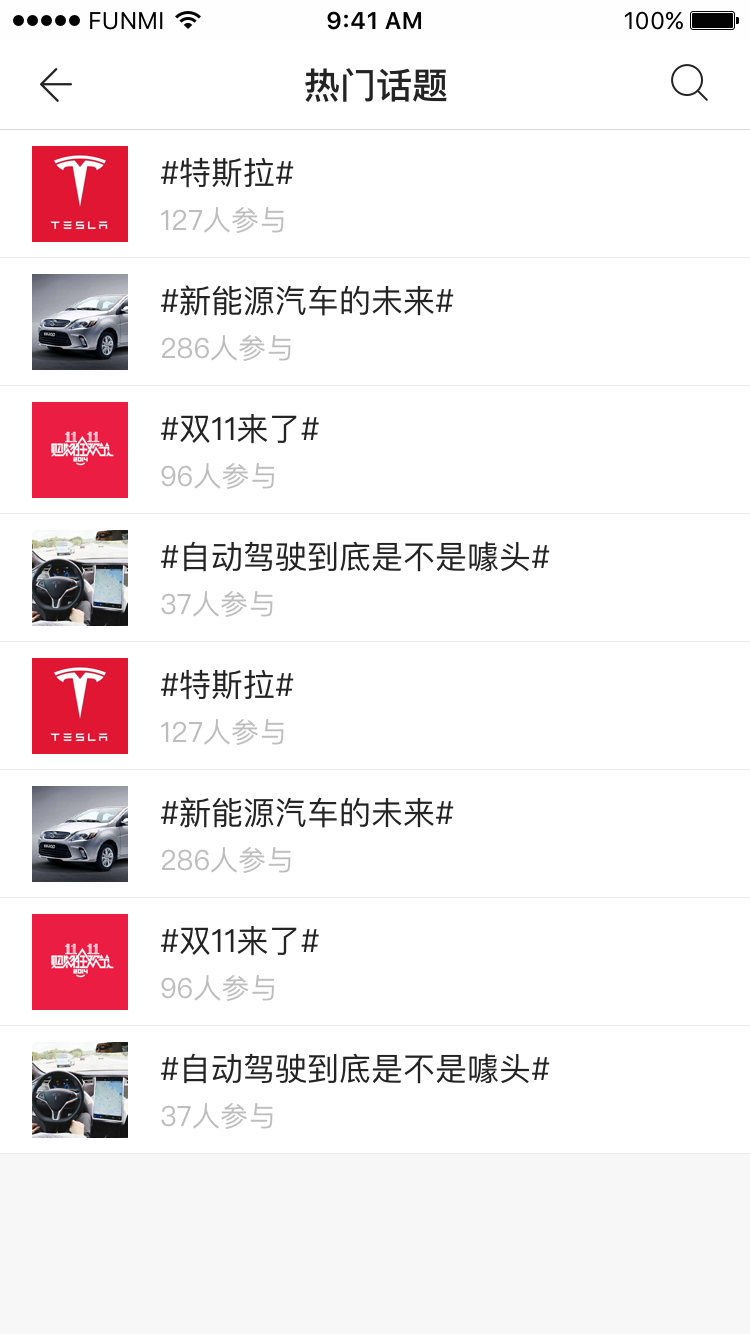 ●●●●● FUNMI 9:41 AM 100%
热门话题
TESLA
#特斯拉#
127人参与
#新能源汽车的未来#
286人参与
11 11
购物狂欢节
2014
#双11来了#
96人参与
#自动驾驶到底是不是噱头#
37人参与
TESLA
#特斯拉#
127人参与
#新能源汽车的未来#
286人参与
11 11
购物狂欢节
2014
#双11来了#
96人参与
#自动驾驶到底是不是噱头#
37人参与